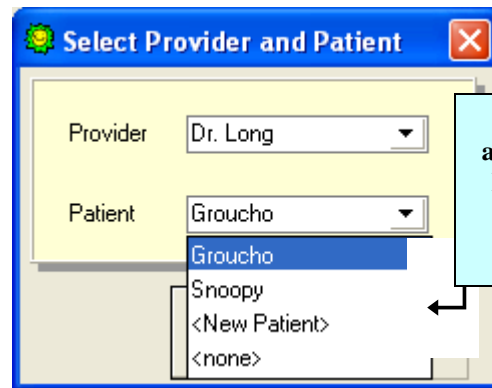 Select Provider and Patient
Provider Dr. Long
a
Patient Groucho
Groucho
Snoopy
<New Patient>
<none>